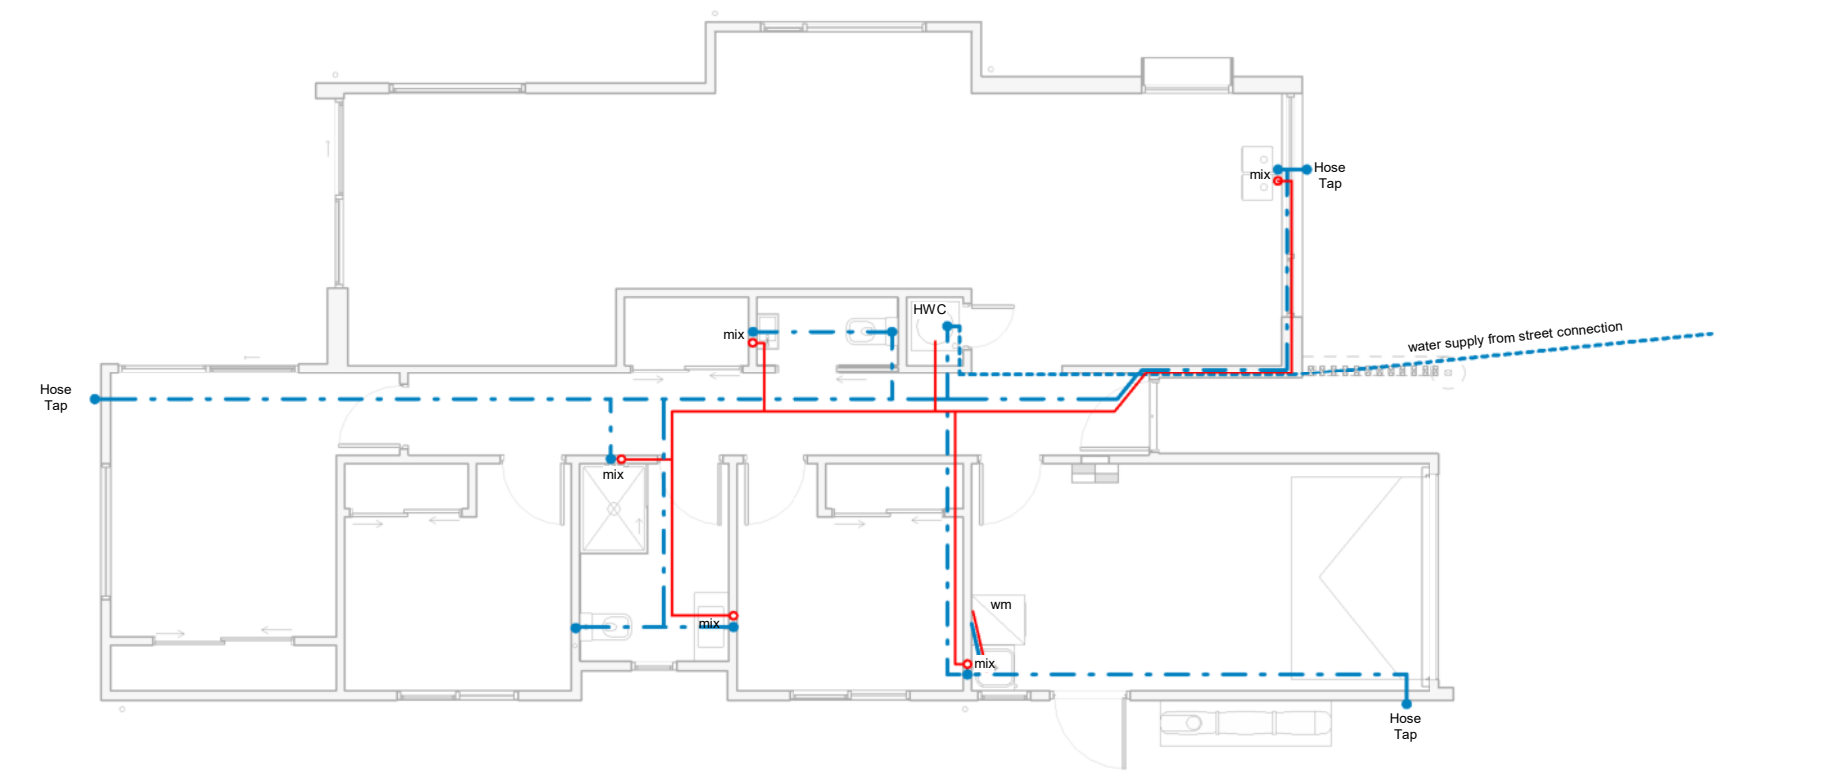 Hose
Tap
mix
HWC
mix
water supply from street connection
Hose
Tap
mix
wm
mix
mix
Hose
Tap